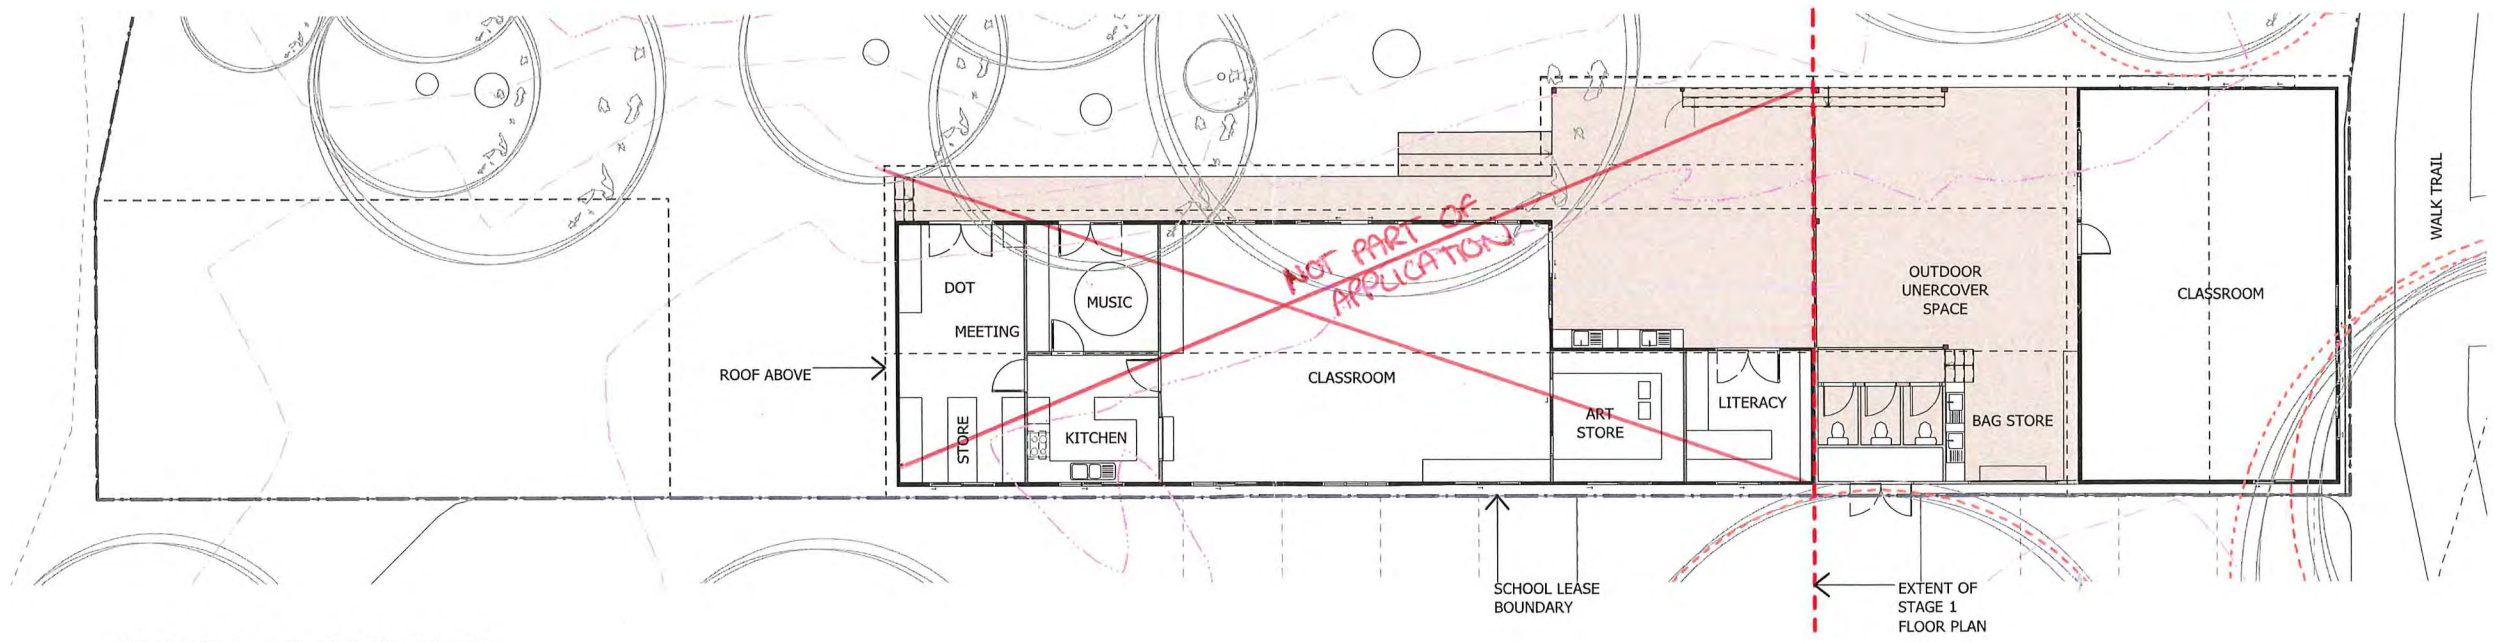 WALK TRAIL
NOT PART OF
APPLICATION
DOT
MEETING
MUSIC
ROOF ABOVE
STORE
KITCHEN
CLASSROOM
ART
STORE
LITERACY
OUTDOOR
UNERCOVER
SPACE
BAG STORE
CLASSROOM
SCHOOL LEASE
BOUNDARY
EXTENT OF
STAGE 1
FLOOR PLAN